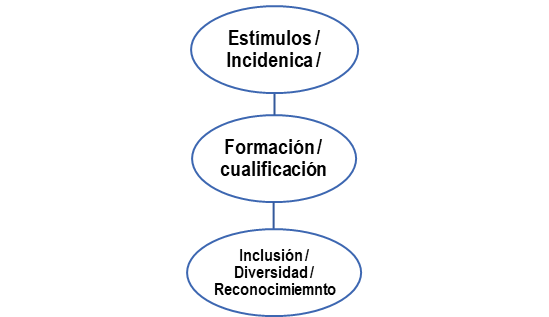 Estímulos /
Incidenica /
Formación /
cualificación
Inclusión /
Diversidad /
Reconocimiemnto